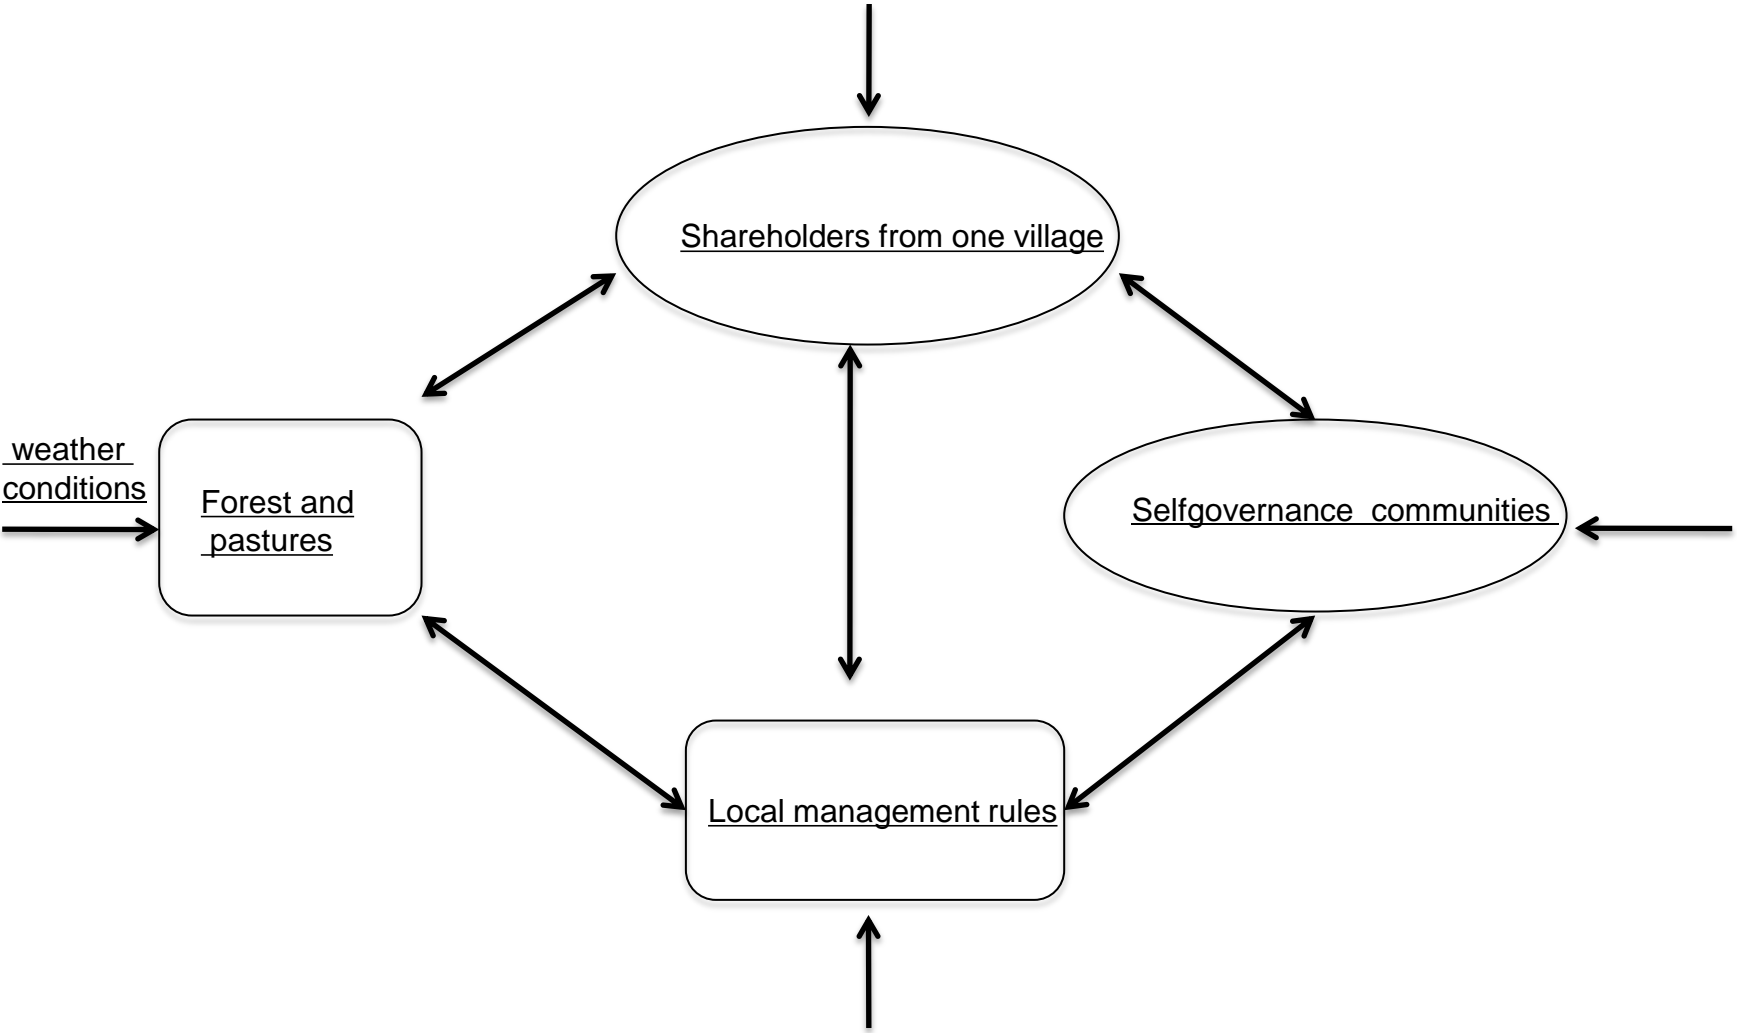 Shareholders from one village
weather
conditions
Forest and
pastures
Selfgovernance  communities
Local management rules